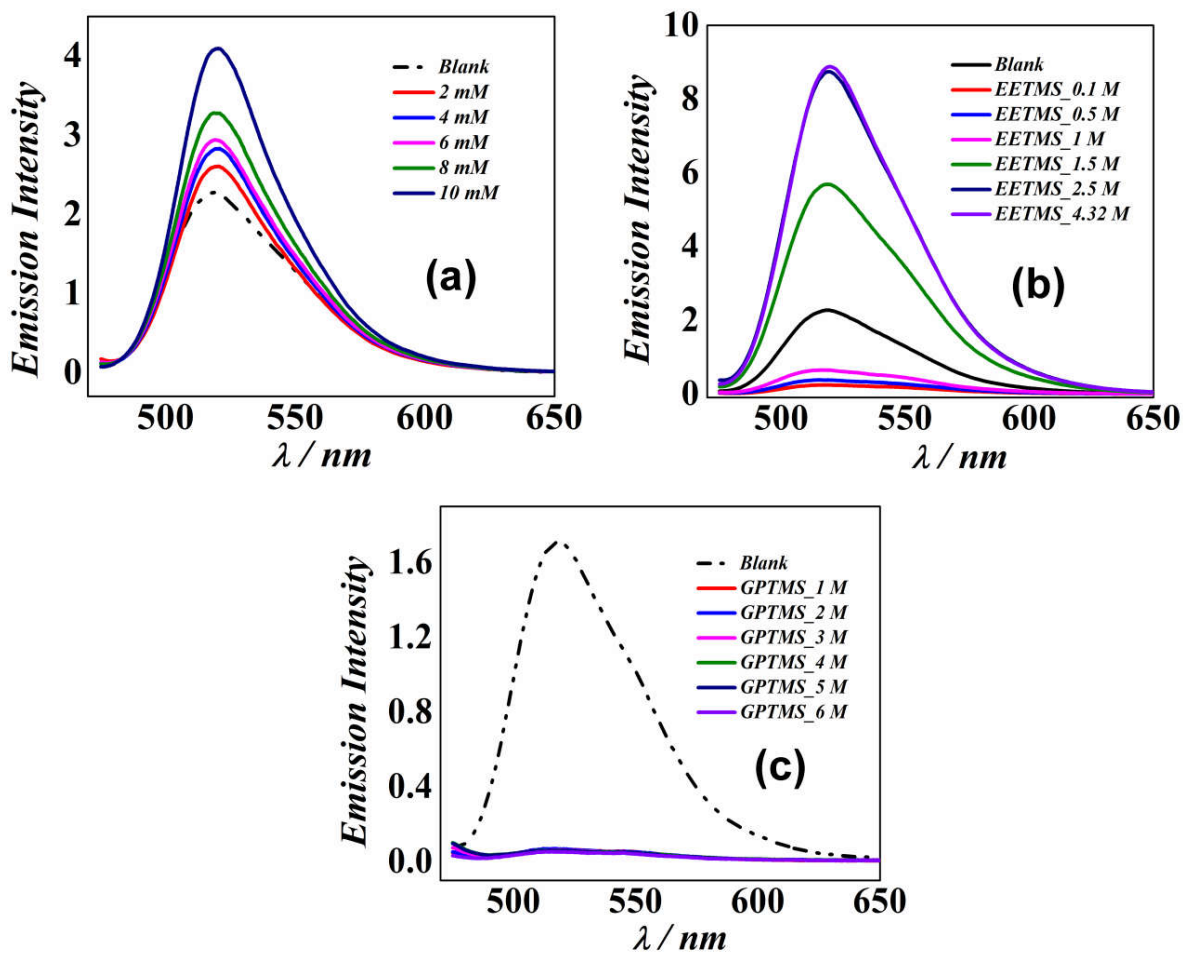 Emission Intensity
4
3
2
1
0
500 550 600 650
λ / nm
Blank
2 mM
4 mM
6 mM
8 mM
10 mM
(a)
Emission Intensity
10
8
6
4
2
0
500 550 600 650
λ / nm
Blank
EETMS_0.1 M
EETMS_0.5 M
EETMS_1 M
EETMS_1.5 M
EETMS_2.5 M
EETMS_4.32 M
(b)
Emission Intensity
1.6
1.2
0.8
0.4
0.0
500 550 600 650
λ / nm
Blank
GPTMS_1 M
GPTMS_2 M
GPTMS_3 M
GPTMS_4 M
GPTMS_5 M
GPTMS_6 M
(c)